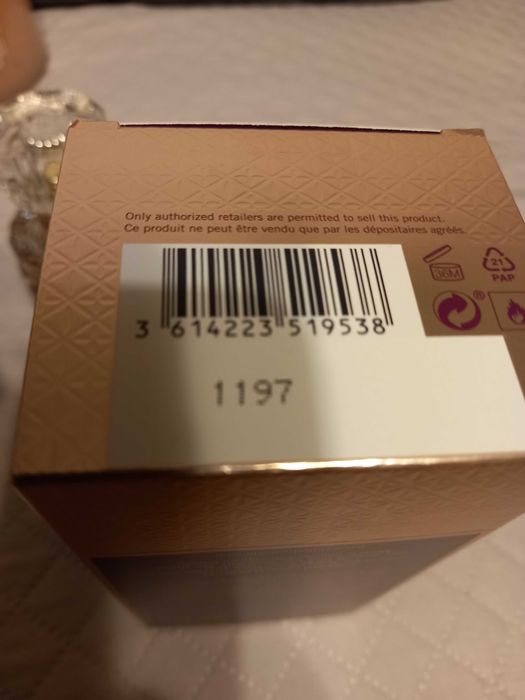 Only authorized retailers are permitted to sell this product.
Ce produit ne peut être vendu que par les dépositaires agréés.
36M
21
PAP
®
3 614223 519538
1197